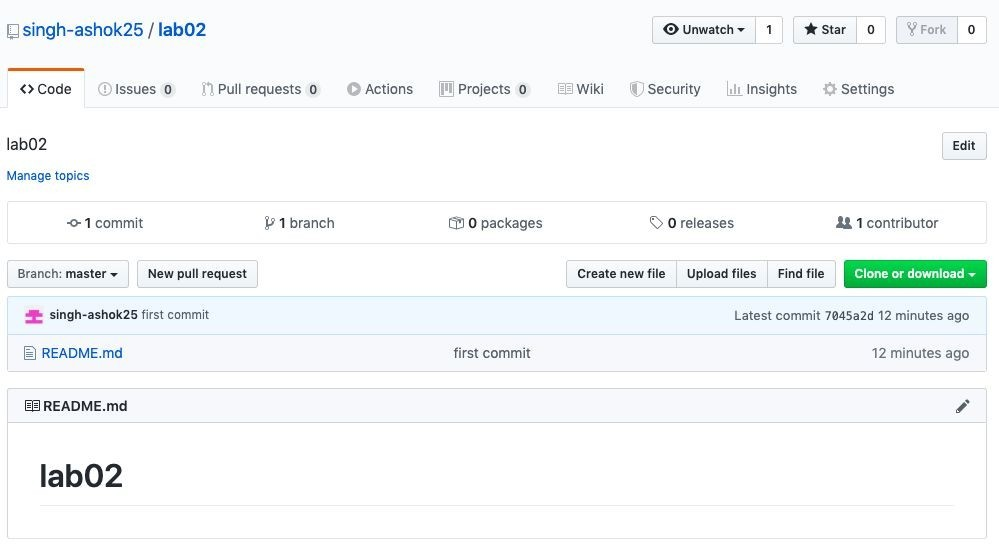 singh-ashok25 / lab02 Unwatch 1 Star 0 Fork 0
Code Issues 0 Pull requests 0 Actions Projects 0 Wiki Security Insights Settings
lab02 Edit
Manage topics
1 commit 1 branch 0 packages 0 releases 1 contributor
Branch: master New pull request Create new file Upload files Find file Clone or download
singh-ashok25 first commit Latest commit 7045a2d 12 minutes ago
README.md first commit 12 minutes ago
README.md
lab02